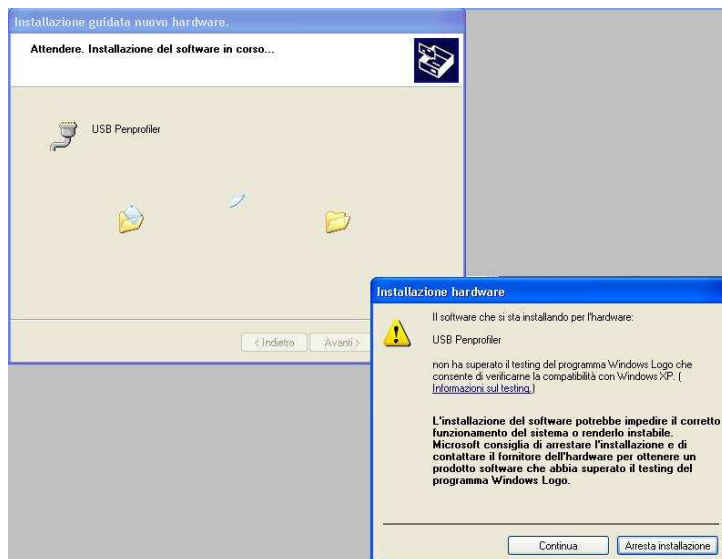 Installazione guidata nuovo hardware.
Attendere. Installazione del software in corso...
USB Penprofiler
< Indietro
Avanti >
Installazione hardware
Il software che si sta installando per l'hardware:
USB Penprofiler
non ha superato il testing del programma Windows Logo che
consente di verificarne la compatibilità con Windows XP. (
Informazioni sul testing.)
L'installazione del software potrebbe impedire il corretto
funzionamento del sistema o renderlo instabile.
Microsoft consiglia di arrestare l'installazione e di
contattare il fornitore dell'hardware per ottenere un
prodotto software che abbia superato il testing del
programma Windows Logo.
Continua
Arresta installazione